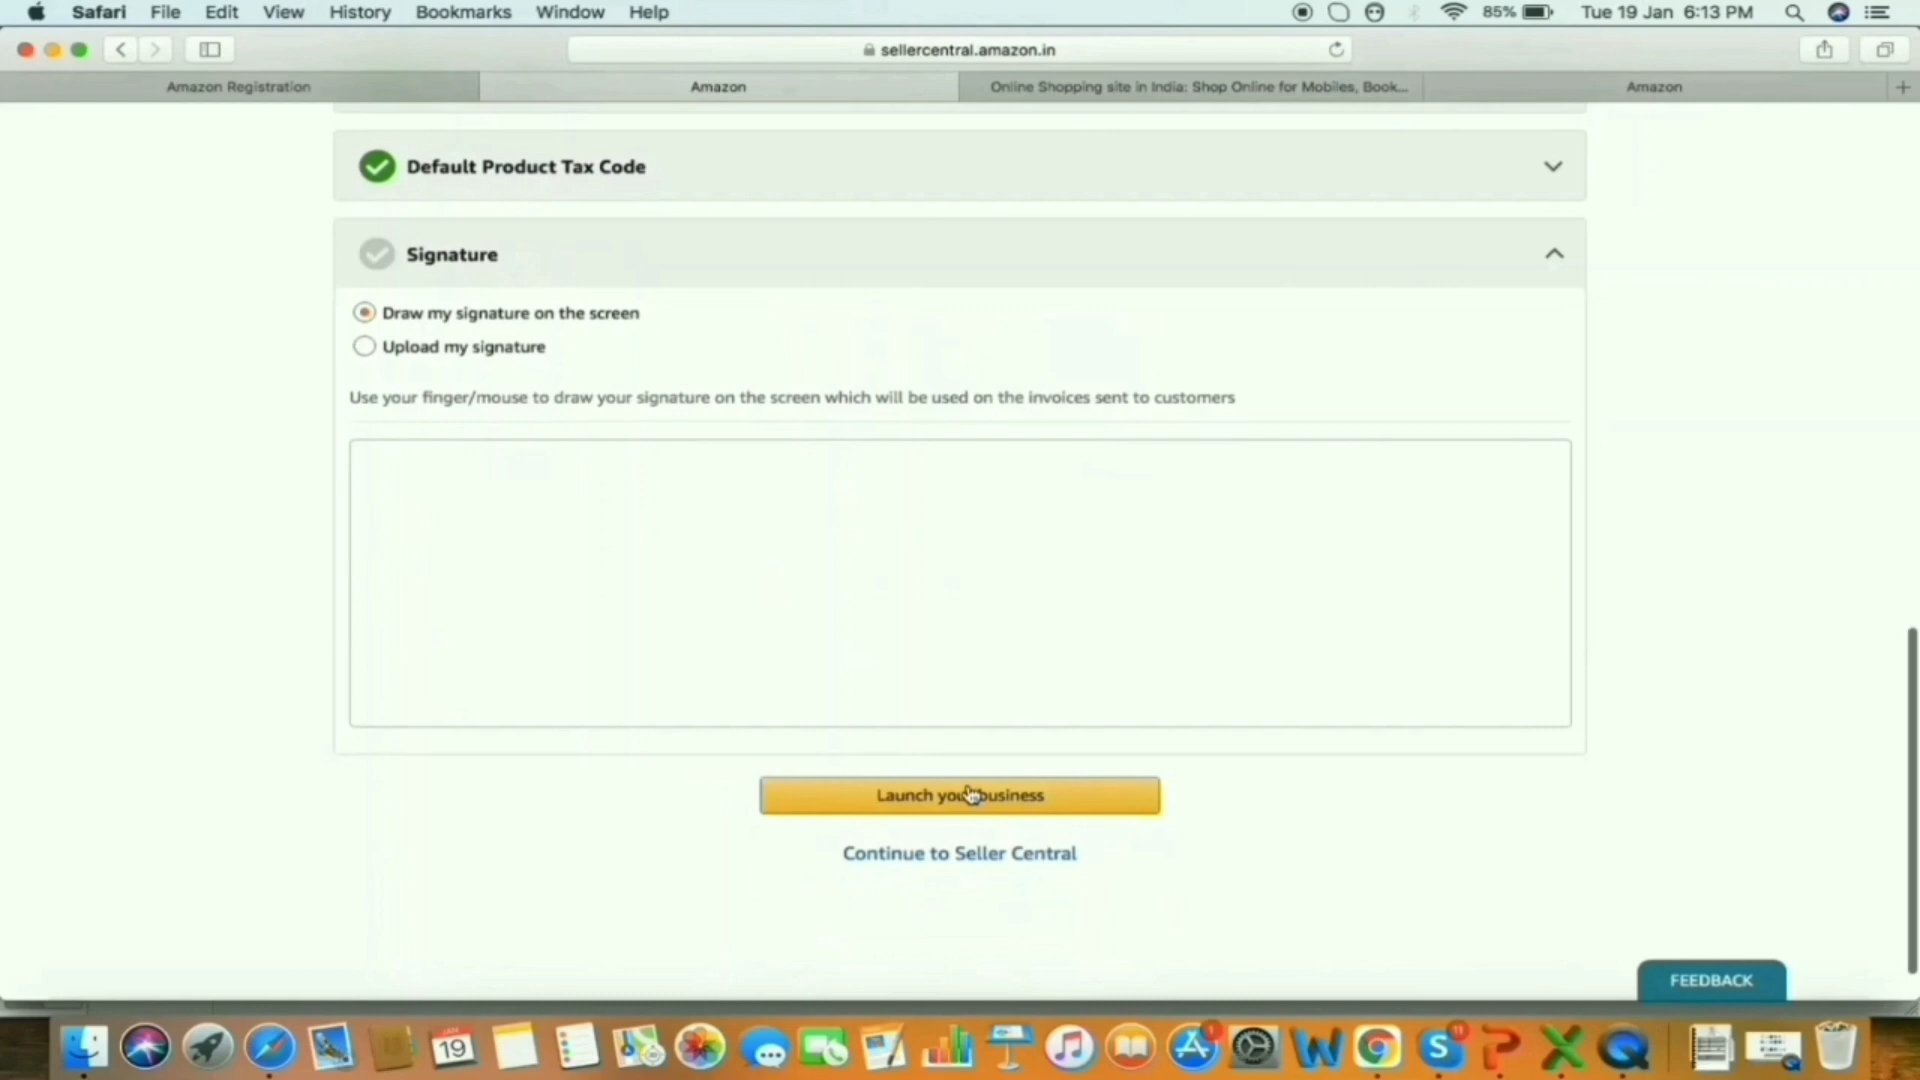 Safari File Edit View History Bookmarks Window Help 85% Tue 19 Jan 6:13 PM
sellercentral.amazon.in
Amazon Registration Amazon Online Shopping site in India: Shop Online for Mobiles, Book... Amazon
Default Product Tax Code
Signature
Draw my signature on the screen
Upload my signature
Use your finger/mouse to draw your signature on the screen which will be used on the invoices sent to customers
Launch your business
Continue to Seller Central
FEEDBACK
JAN
19
1
11